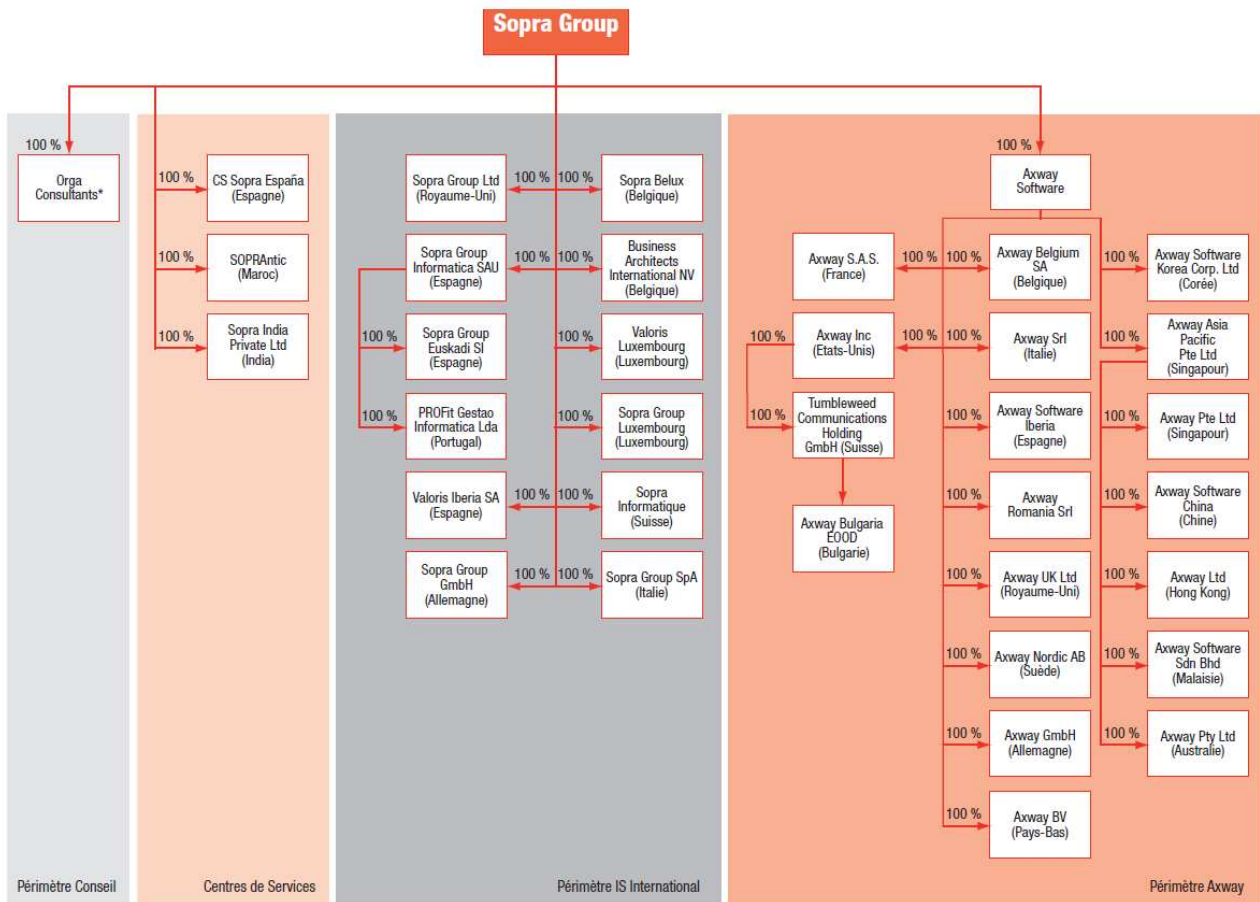 Sopra Group
100 %
Orga
Consultants*
Périmètre Conseil
100 %
CS Sopra España
(Espagne)
100 %
SOPRAntic
(Maroc)
100 %
Sopra India
Private Ltd
(India)
Centres de Services
Sopra Group Ltd
(Royaume-Uni)
100 %
100 %
Sopra Belux
(Belgique)
Sopra Group
Informatica SAU
(Espagne)
100 %
100 %
Business
Architects
International NV
(Belgique)
100 %
Sopra Group
Euskadi Sl
(Espagne)
100 %
Valoris
Luxembourg
(Luxembourg)
100 %
PROFit Gestao
Informatica Lda
(Portugal)
100 %
Sopra Group
Luxembourg
(Luxembourg)
Valoris Iberia SA
(Espagne)
100 %
100 %
Sopra
Informatique
(Suisse)
Sopra Group
GmbH
(Allemagne)
100 %
100 %
Sopra Group SpA
(Italie)
Périmètre IS International
100 %
Axway
Software
Axway S.A.S.
(France)
100 %
100 %
Axway Belgium
SA
(Belgique)
100 %
Axway Software
Korea Corp. Ltd
(Corée)
100 %
Axway Inc
(Etats-Unis)
100 %
100 %
Axway Srl
(Italie)
100 %
Axway Asia
Pacific
Pte Ltd
(Singapour)
100 %
Tumbleweed
Communications
Holding
GmbH (Suisse)
100 %
Axway Software
Iberia
(Espagne)
100 %
Axway Pte Ltd
(Singapour)
Axway Bulgaria
EOOD
(Bulgarie)
100 %
Axway
Romania Srl
100 %
Axway Software
China
(Chine)
100 %
Axway UK Ltd
(Royaume-Uni)
100 %
Axway Ltd
(Hong Kong)
100 %
Axway Nordic AB
(Suède)
100 %
Axway Software
Sdn Bhd
(Malaisie)
100 %
Axway GmbH
(Allemagne)
100 %
Axway Pty Ltd
(Australie)
100 %
Axway BV
(Pays-Bas)
Périmètre Axway